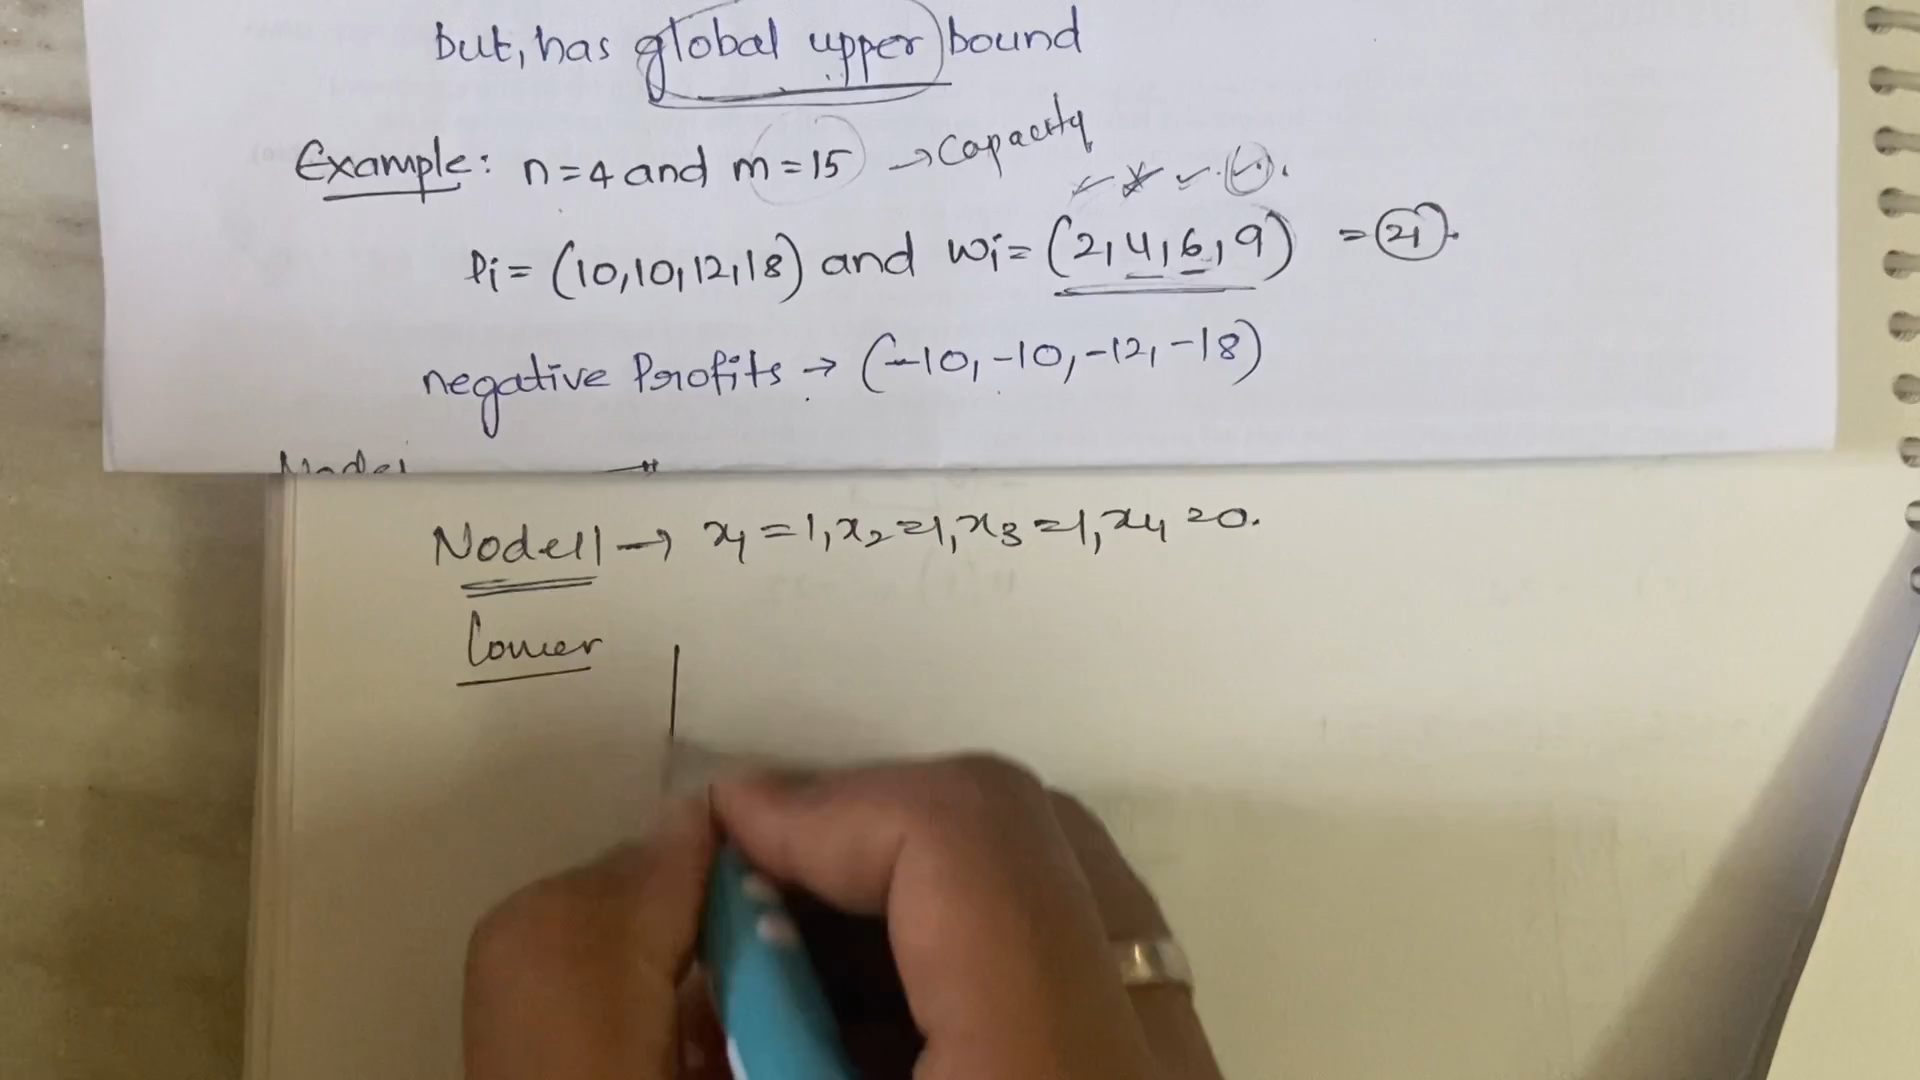 but, has global upper bound
Example: n=4 and m=15 → Capacity
Pi = (10,10,12,18) and wi = (2,4,6,9) = 21.
negative Profits → (-10, -10, -12, -18)
Node11 → x1 = 1, x2 = 1, x3 = 1, x4 = 0.
Lower